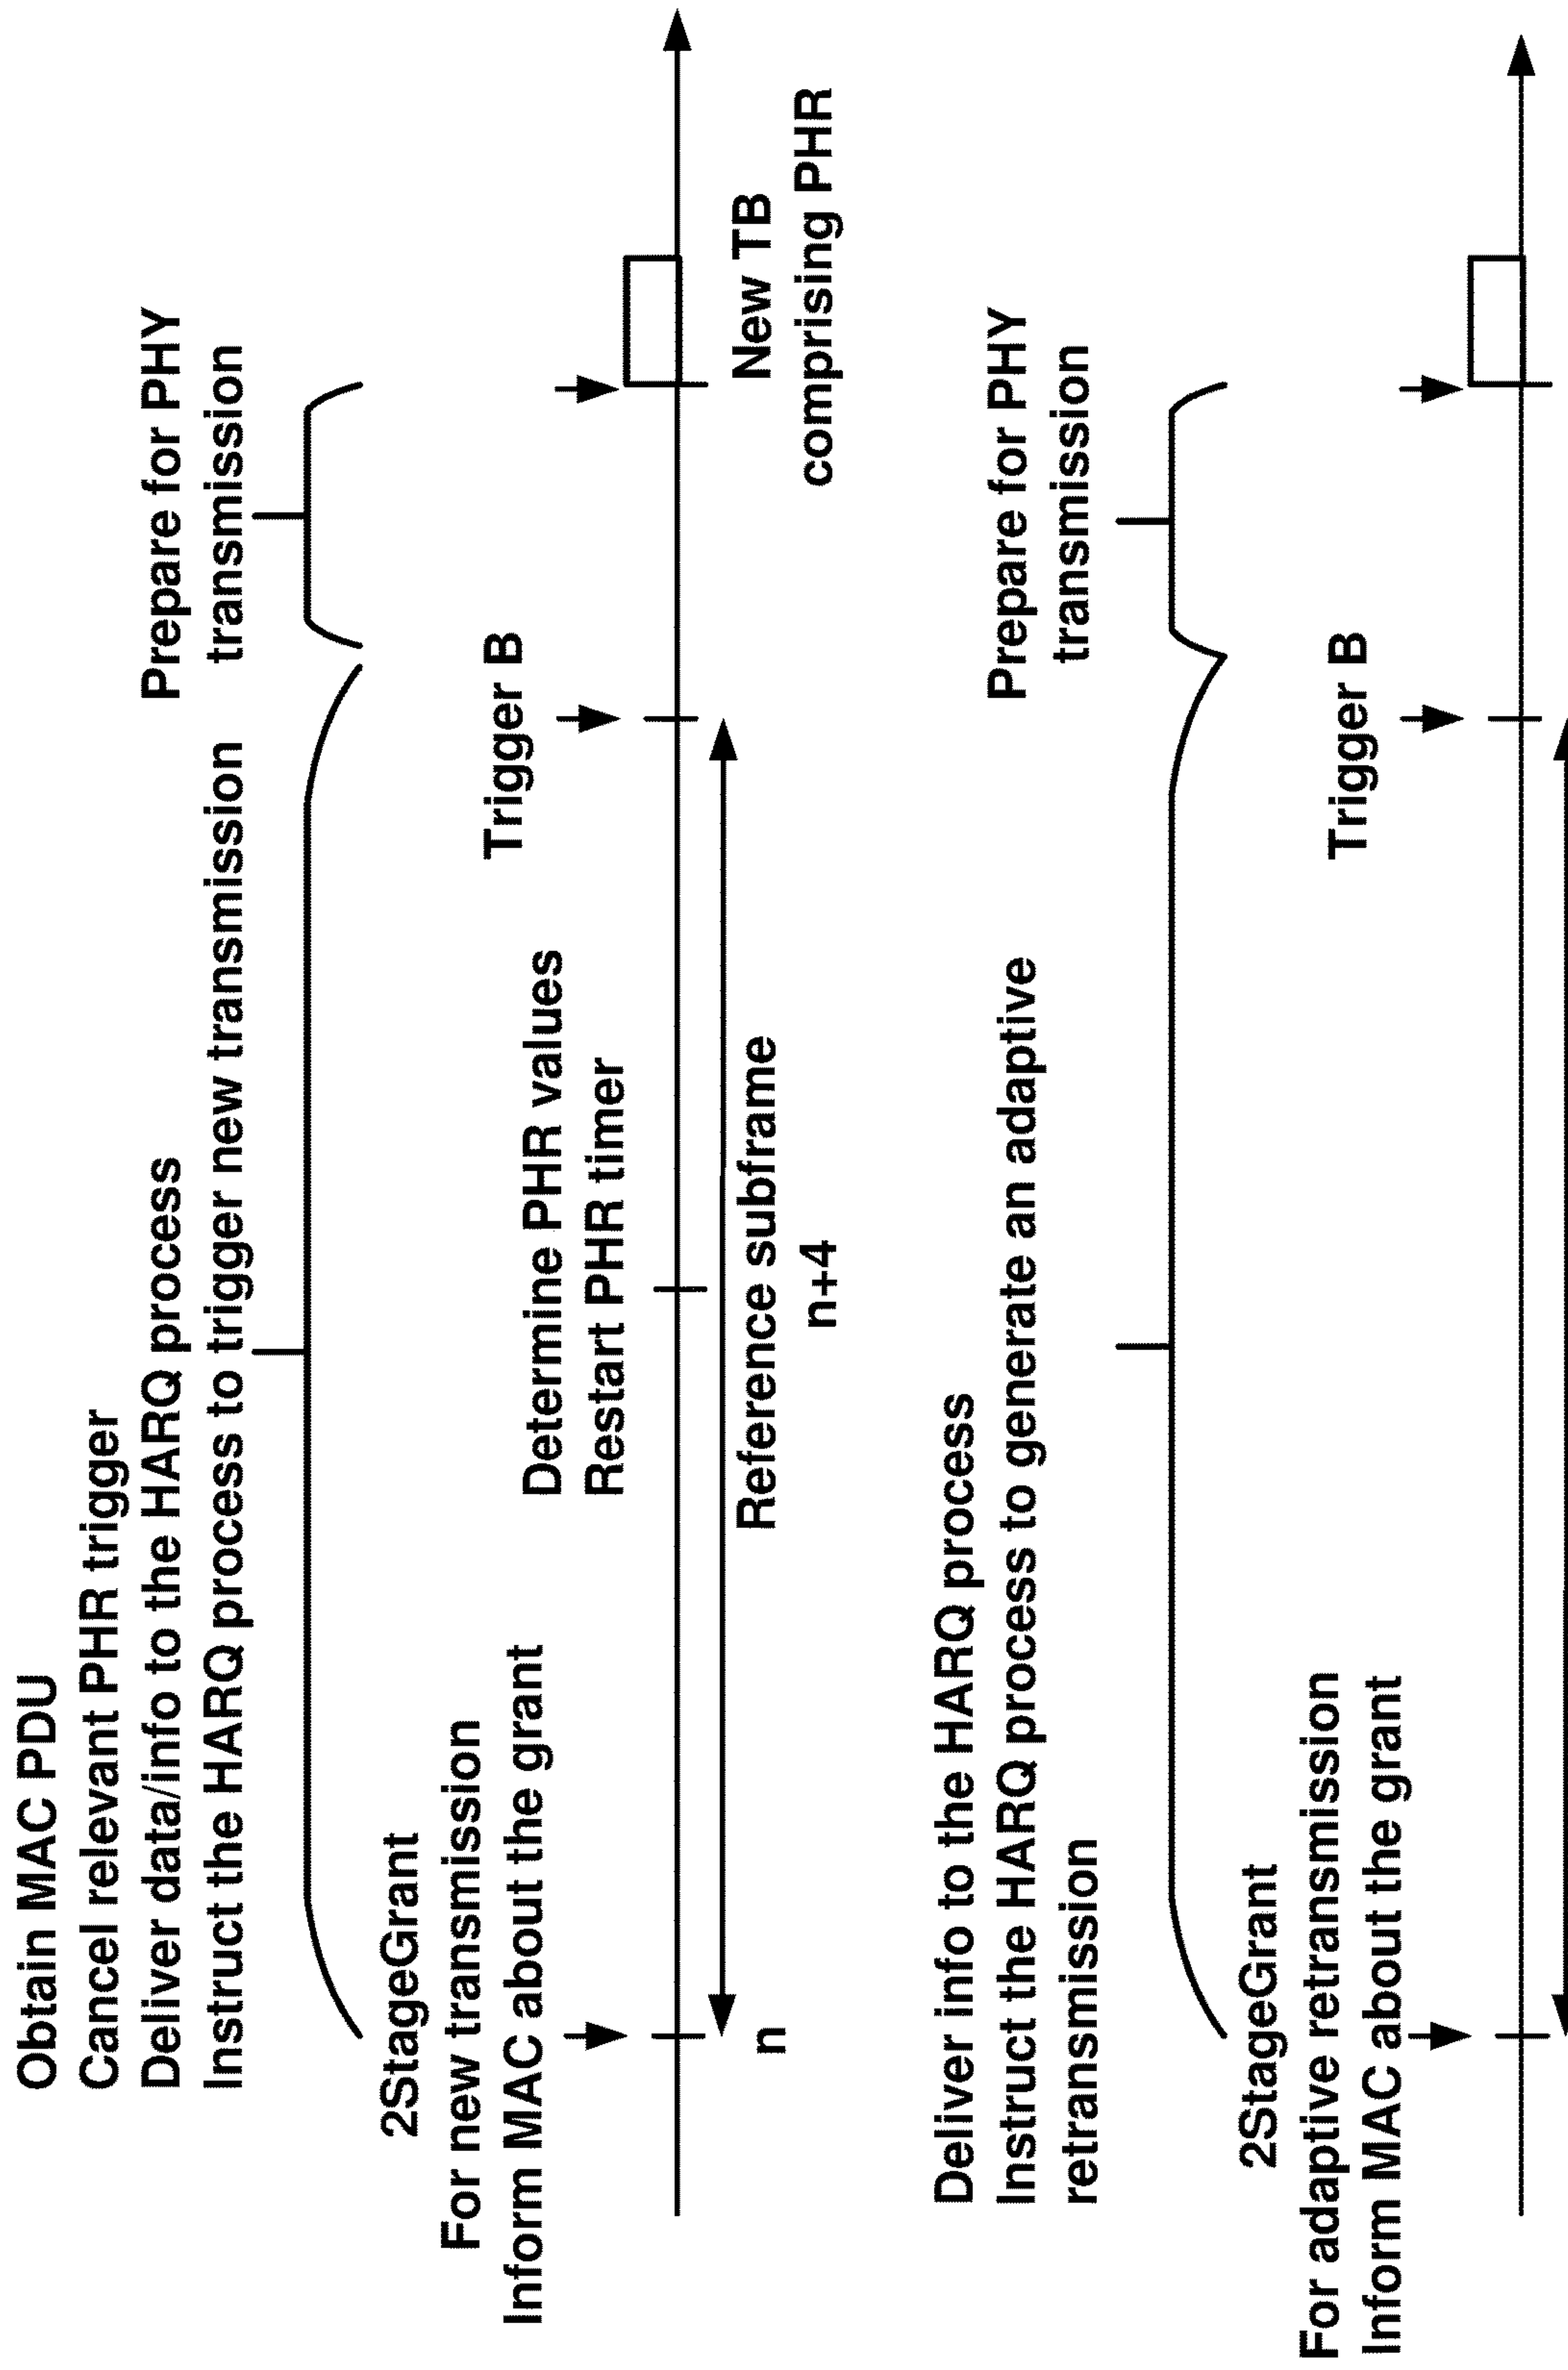 Obtain MAC PDU
Cancel relevant PHR trigger
Deliver data/info to the HARQ process
Instruct the HARQ process to trigger new transmission
Prepare for PHY
transmission
2StageGrant
For new transmission
Inform MAC about the grant
Determine PHR values
Restart PHR timer
Trigger B
n
Reference subframe
n+4
New TB
comprising PHR
Deliver info to the HARQ process
Instruct the HARQ process to generate an adaptive
retransmission
Prepare for PHY
transmission
2StageGrant
For adaptive retransmission
Inform MAC about the grant
Trigger B